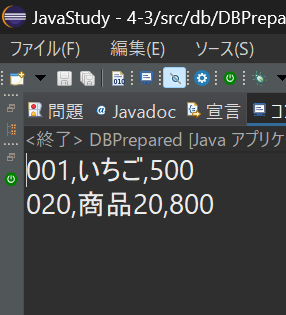 JavaStudy - 4-3/src/db/DBPrepare
ファイル(F) 編集(E) ソース(S)
問題 Javadoc 宣言 コン
<終了> DBPrepared [Java アプリケ
001,いちご,500
020,商品20,800